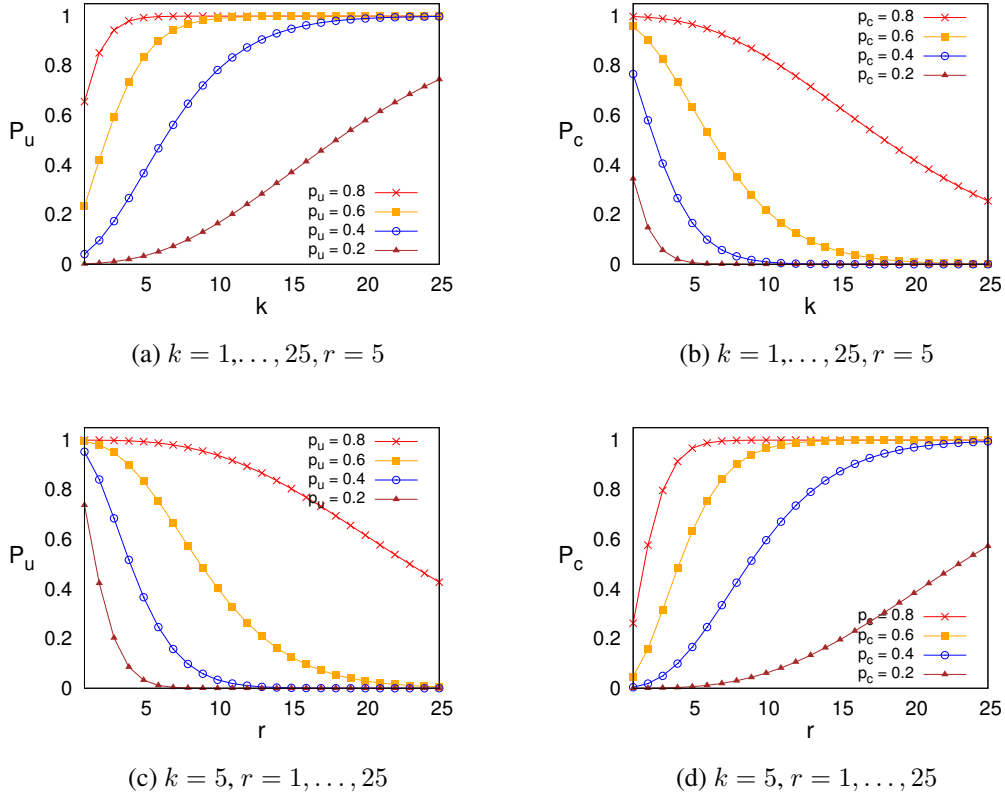 1
0.8
0.6
P_u
0.4
0.2
0
5
10
15
20
25
k
p_u = 0.8
p_u = 0.6
p_u = 0.4
p_u = 0.2
(a) k = 1, . . . , 25, r = 5
1
0.8
0.6
P_c
0.4
0.2
0
5
10
15
20
25
k
p_c = 0.8
p_c = 0.6
p_c = 0.4
p_c = 0.2
(b) k = 1, . . . , 25, r = 5
1
0.8
0.6
P_u
0.4
0.2
0
5
10
15
20
25
r
p_u = 0.8
p_u = 0.6
p_u = 0.4
p_u = 0.2
(c) k = 5, r = 1, . . . , 25
1
0.8
0.6
P_c
0.4
0.2
0
5
10
15
20
25
r
p_c = 0.8
p_c = 0.6
p_c = 0.4
p_c = 0.2
(d) k = 5, r = 1, . . . , 25